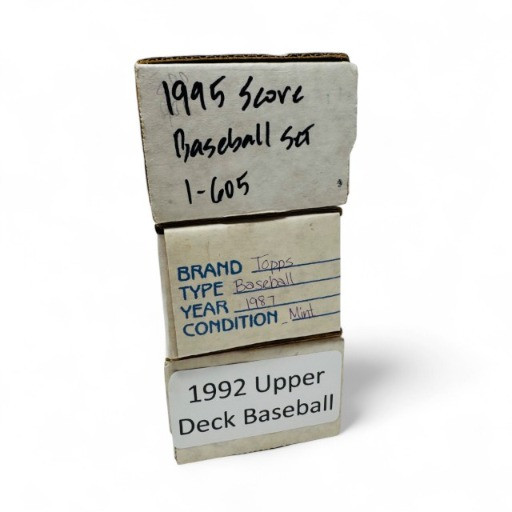 1995 Score
Baseball Set
1-605
BRAND Topps
TYPE Baseball
YEAR 1987
CONDITION Mint
1992 Upper
Deck Baseball